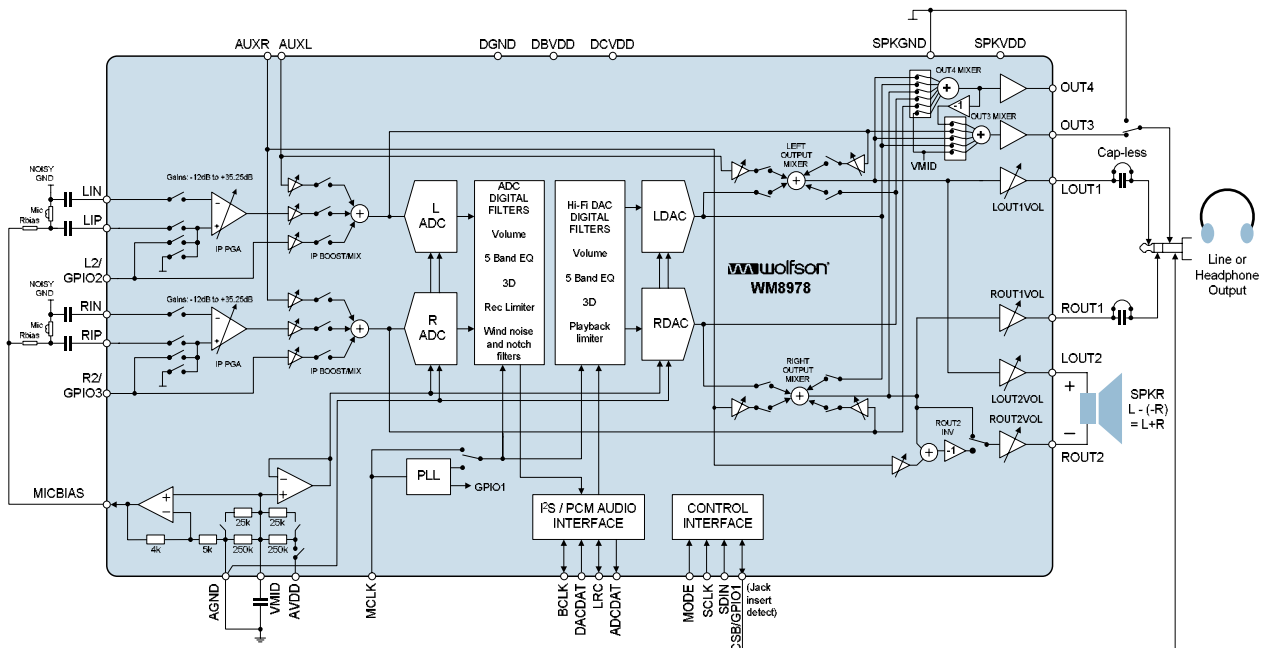 AUXR
AUXL
DGND
DBVDD
DCVDD
SPKGND
SPKVDD
OUT4 MIXER
+
-1
OUT4
OUT3 MIXER
+
OUT3
VMID
Cap-less
NOISY
GND
Mic
Rbias
LIN
LIP
L2/
GPIO2
Gains: -12dB to +35.25dB
-
+
IP PGA
+
IP BOOST/MIX
L
ADC
ADC
DIGITAL
FILTERS
Volume
5 Band EQ
3D
Rec Limiter
Wind noise
and notch
filters
Hi-Fi DAC
DIGITAL
FILTERS
Volume
5 Band EQ
3D
Playback
limiter
LDAC
LEFT
OUTPUT
MIXER
+
LOUT1VOL
LOUT1
wolfson®
WM8978
Line or
Headphone
Output
NOISY
GND
Mic
Rbias
RIN
RIP
R2/
GPIO3
Gains: -12dB to +35.25dB
-
+
IP PGA
+
IP BOOST/MIX
R
ADC
RDAC
RIGHT
OUTPUT
MIXER
+
ROUT1VOL
ROUT1
LOUT2VOL
LOUT2
ROUT2
INV
+
-1
ROUT2VOL
ROUT2
+
–
SPKR
L - (-R)
= L+R
MICBIAS
+
-
-
+
4k
5k
25k
25k
250k
250k
PLL
GPIO1
I²S / PCM AUDIO
INTERFACE
CONTROL
INTERFACE
AGND
VMID
AVDD
MCLK
BCLK
DACDAT
LRC
ADCDAT
MODE
SCLK
SDIN
CSB/GPIO1
(Jack
insert
detect)